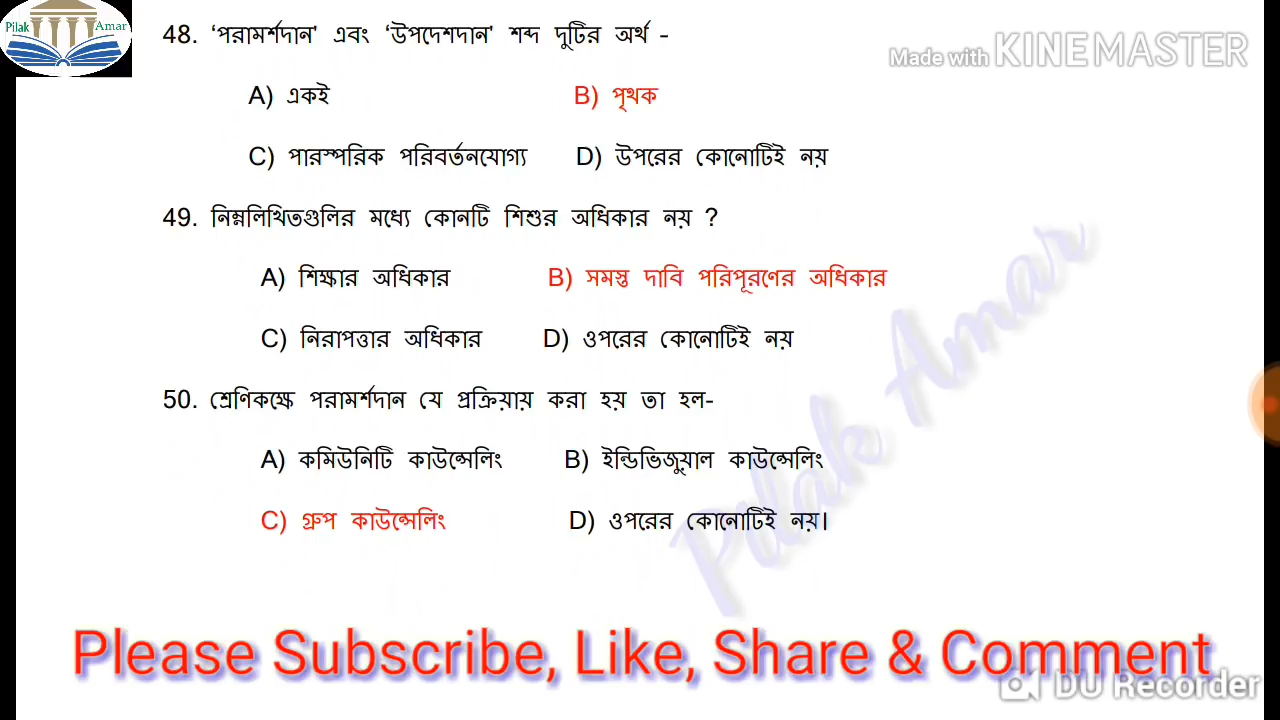 Pilak Amar
Made with KINEMASTER
48. ‘পরামর্শদান’ এবং ‘উপদেশদান’ শব্দ দুটির অর্থ -
A) একই B) পৃথক
C) পারস্পরিক পরিবর্তনযোগ্য D) উপরের কোনোটিই নয়
49. নিম্নলিখিতগুলির মধ্যে কোনটি শিশুর অধিকার নয় ?
A) শিক্ষার অধিকার B) সমস্ত দাবি পরিপূরণের অধিকার
C) নিরাপত্তার অধিকার D) ওপরের কোনোটিই নয়
50. শ্রেণিকক্ষে পরামর্শদান যে প্রক্রিয়ায় করা হয় তা হল-
A) কমিউনিটি কাউন্সেলিং B) ইন্ডিভিজ্যুাল কাউন্সেলিং
C) গ্রুপ কাউন্সেলিং D) ওপরের কোনোটিই নয়।
Pilak Amar
Please Subscribe, Like, Share & Comment
DU Recorder